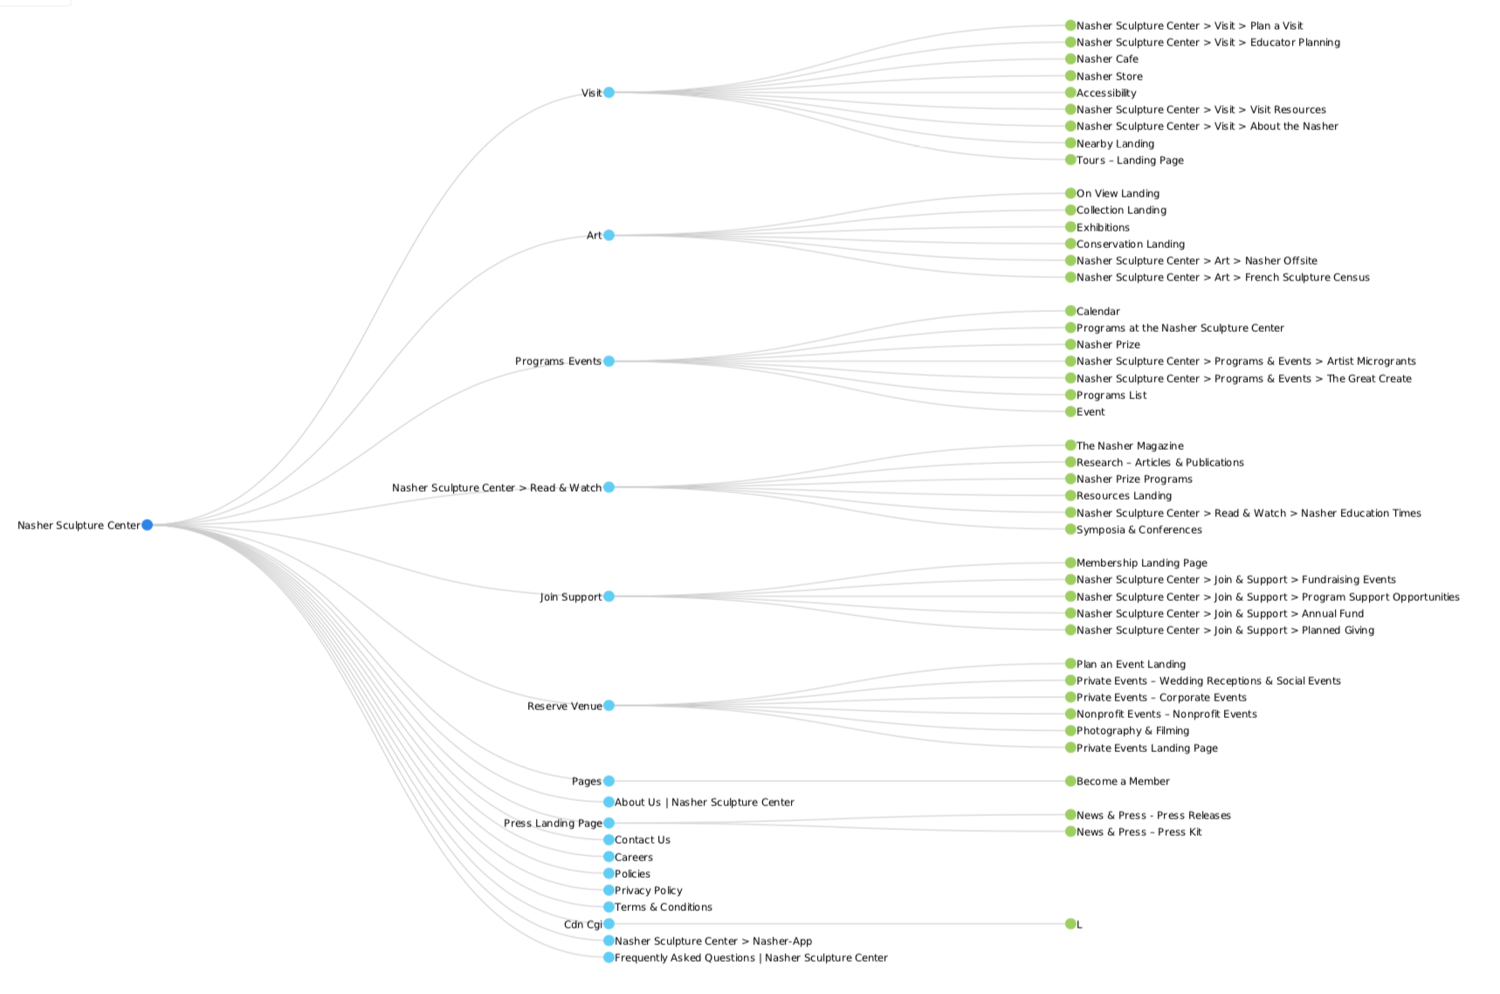 Nasher Sculpture Center
Visit
Nasher Sculpture Center > Visit > Plan a Visit
Nasher Sculpture Center > Visit > Educator Planning
Nasher Cafe
Nasher Store
Accessibilty
Nasher Sculpture Center > Visit > Visit Resources
Nasher Sculpture Center > Visit > About the Nasher
Nearby Landing
Tours - Landing Page
Art
On View Landing
Collection Landing
Exhibitions
Conservation Landing
Nasher Sculpture Center > Art > Nasher Offsite
Nasher Sculpture Center > Art > French Sculpture Census
Programs Events
Calendar
Programs at the Nasher Sculpture Center
Nasher Prize
Nasher Sculpture Center > Programs & Events > Artist Microgrants
Nasher Sculpture Center > Programs & Events > The Great Create
Programs List
Event
Nasher Sculpture Center > Read & Watch
The Nasher Magazine
Research - Articles & Publications
Nasher Prize Programs
Resources Landing
Nasher Sculpture Center > Read & Watch > Nasher Education Times
Symposia & Conferences
Join Support
Membership Landing Page
Nasher Sculpture Center > Join & Support > Fundraising Events
Nasher Sculpture Center > Join & Support > Program Support Opportunities
Nasher Sculpture Center > Join & Support > Annual Fund
Nasher Sculpture Center > Join & Support > Planned Giving
Reserve Venue
Plan an Event Landing
Private Events - Wedding Receptions & Social Events
Private Events - Corporate Events
Nonprofit Events - Nonprofit Events
Photography & Filming
Private Events Landing Page
Pages
Become a Member
About Us | Nasher Sculpture Center
Press Landing Page
News & Press - Press Releases
News & Press - Press Kit
Contact Us
Careers
Policies
Privacy Policy
Terms & Conditions
Cdn Cgi
L
Nasher Sculpture Center > Nasher-App
Frequently Asked Questions | Nasher Sculpture Center